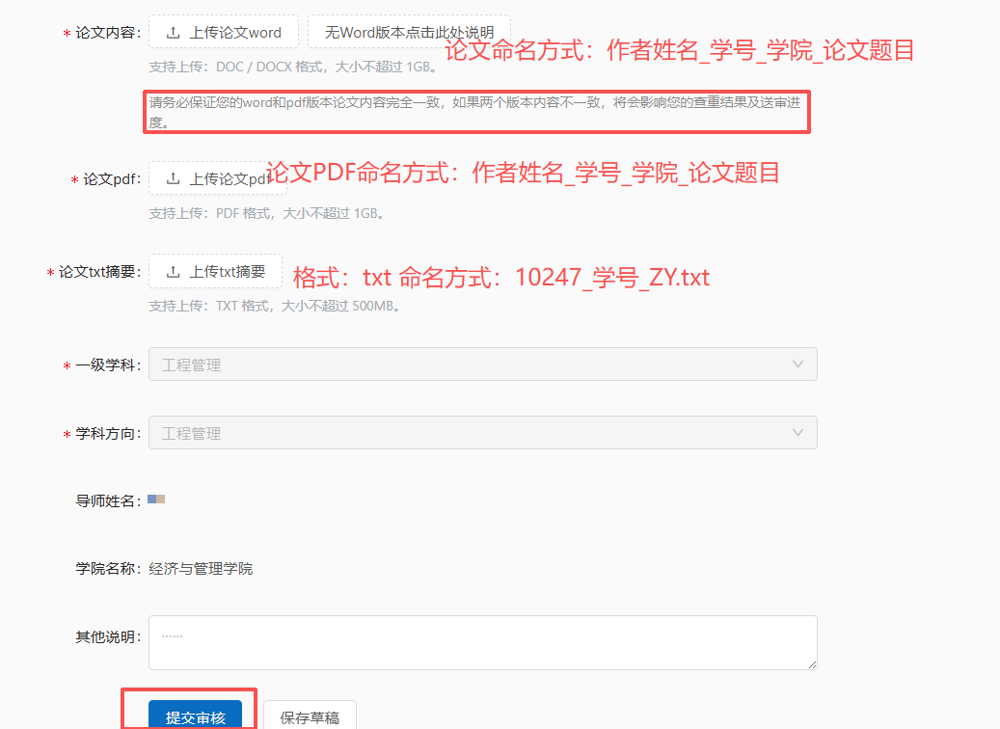 * 论文内容: 上传论文word 无Word版本点击此处说明
论文命名方式：作者姓名_学号_学院_论文题目
支持上传：DOC / DOCX 格式，大小不超过 1GB。
请务必保证您的word和pdf版本论文内容完全一致，如果两个版本内容不一致，将会影响您的查重结果及送审进
度。
* 论文pdf: 上传论文pdf
论文PDF命名方式：作者姓名_学号_学院_论文题目
支持上传：PDF 格式，大小不超过 1GB。
* 论文txt摘要: 上传txt摘要
格式：txt 命名方式：10247_学号_ZY.txt
支持上传：TXT 格式，大小不超过 500MB。
* 一级学科: 工程管理
* 学科方向: 工程管理
导师姓名:
学院名称: 经济与管理学院
其他说明: ······
提交审核 保存草稿